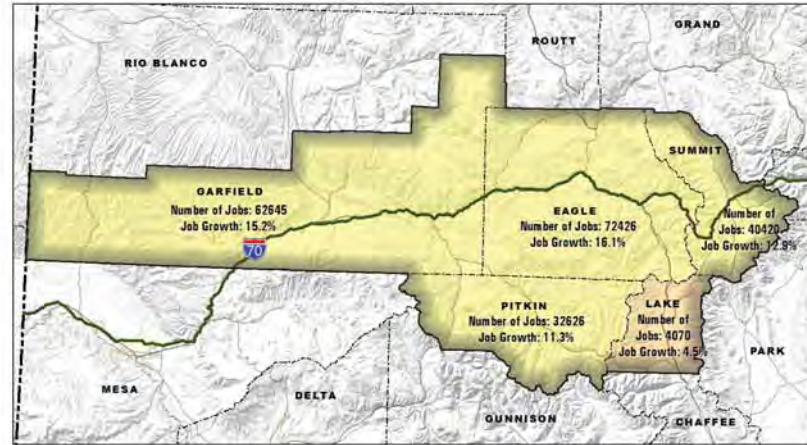 GRAND
ROUTT
RIO BLANCO
SUMMIT
GARFIELD
Number of Jobs: 62645
Job Growth: 15.2%
70
EAGLE
Number of Jobs: 72426
Job Growth: 16.1%
Number of
Jobs: 40420
Job Growth: 12.9%
PITKIN
Number of Jobs: 32626
Job Growth: 11.3%
LAKE
Number of
Jobs: 4070
Job Growth: 4.5%
PARK
MESA
DELTA
GUNNISON
CHAFFEE